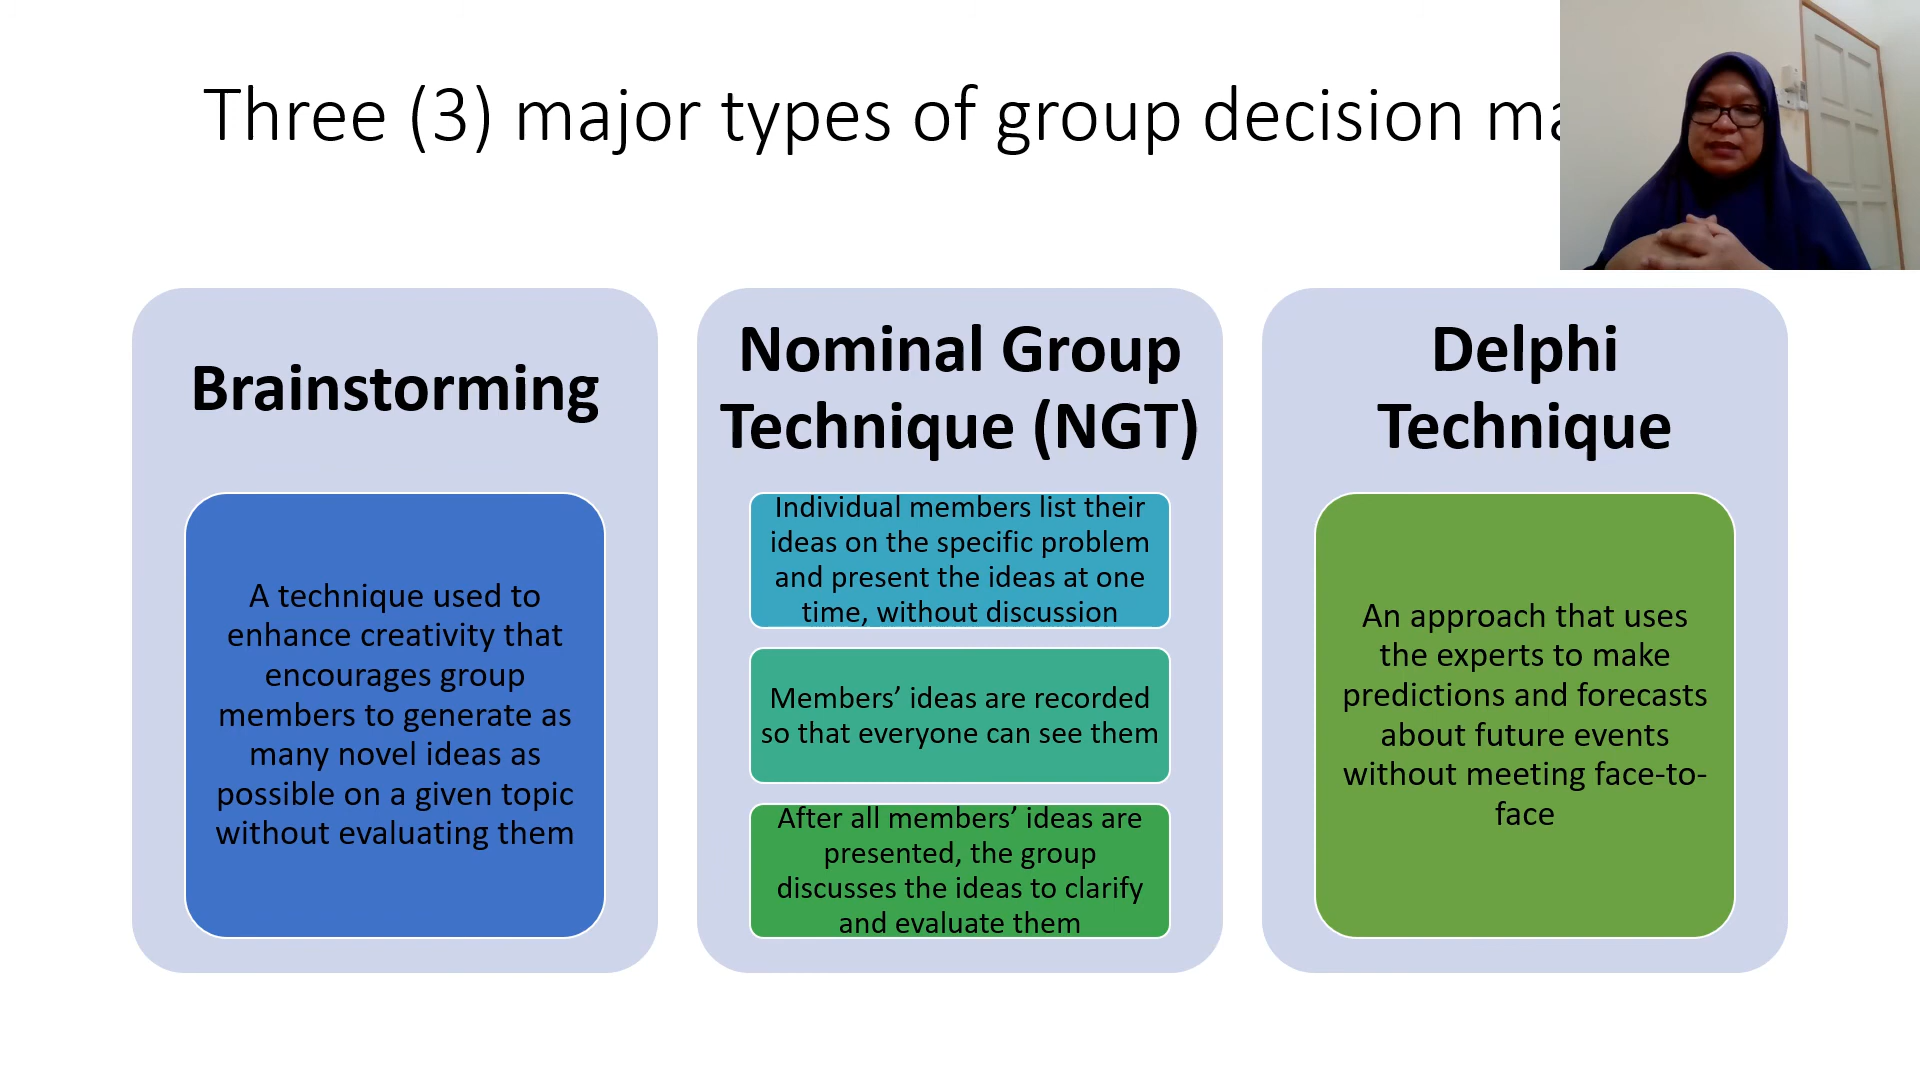 Three (3) major types of group decision
Brainstorming
A technique used to
enhance creativity that
encourages group
members to generate as
many novel ideas as
possible on a given topic
without evaluating them
Nominal Group
Technique (NGT)
Individual members list their
ideas on the specific problem
and present the ideas at one
time, without discussion
Members’ ideas are recorded
so that everyone can see them
After all members’ ideas are
presented, the group
discusses the ideas to clarify
and evaluate them
Delphi
Technique
An approach that uses
the experts to make
predictions and forecasts
about future events
without meeting face-to-
face